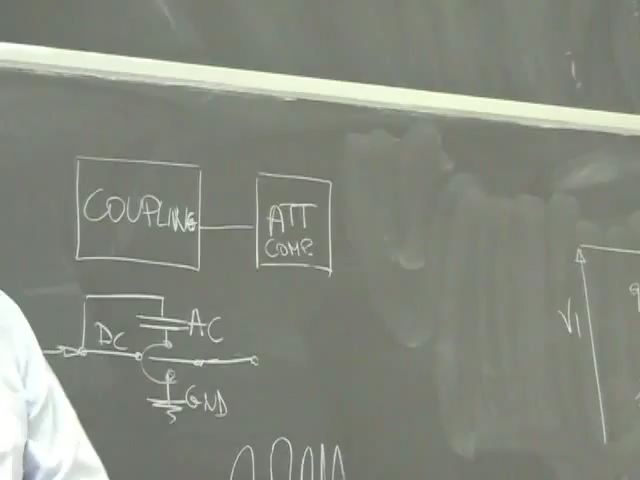 COUPLING
ATT
COMP.
DC
AC
GND
V1